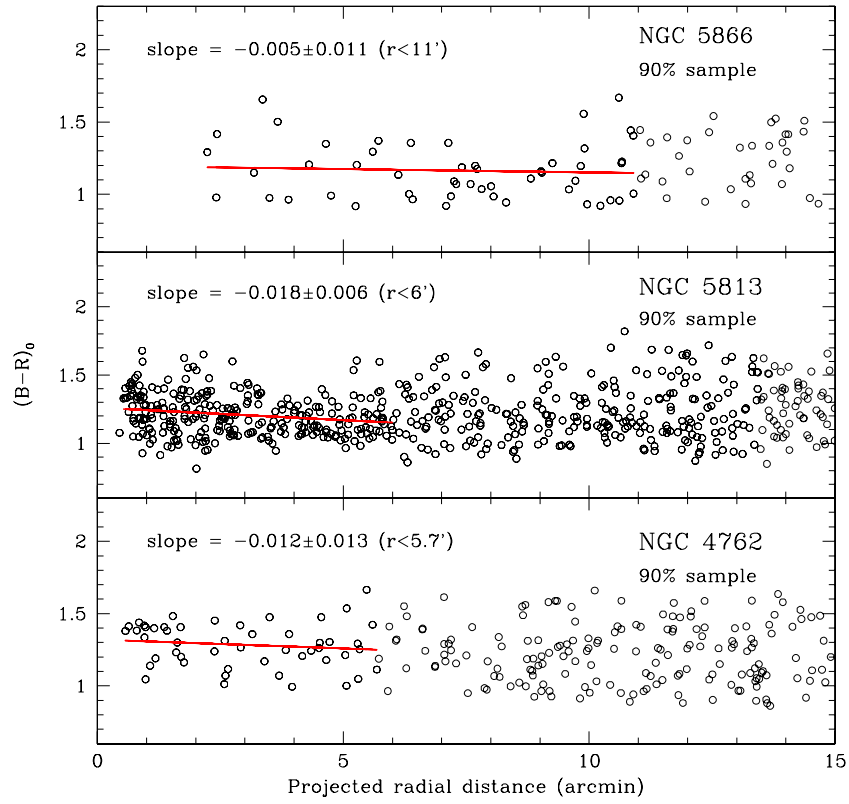 slope = −0.005±0.011 (r<11')
NGC 5866
90% sample
2
1.5
1
slope = −0.018±0.006 (r<6')
NGC 5813
90% sample
2
1.5
1
(B−R)₀
slope = −0.012±0.013 (r<5.7')
NGC 4762
90% sample
2
1.5
1
0 5 10 15
Projected radial distance (arcmin)